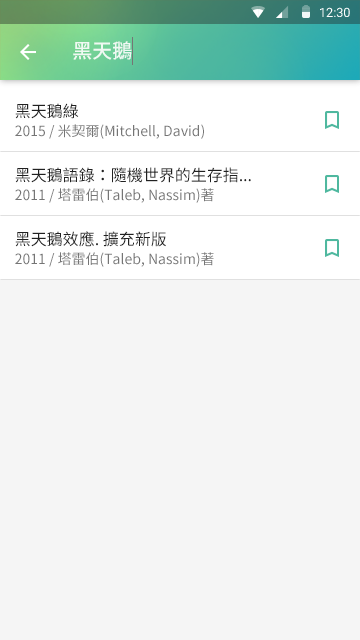 12:30
黑天鵝
黑天鵝綠
2015 / 米契爾(Mitchell, David)
黑天鵝語錄：隨機世界的生存指...
2011 / 塔雷伯(Taleb, Nassim)著
黑天鵝效應. 擴充新版
2011 / 塔雷伯(Taleb, Nassim)著